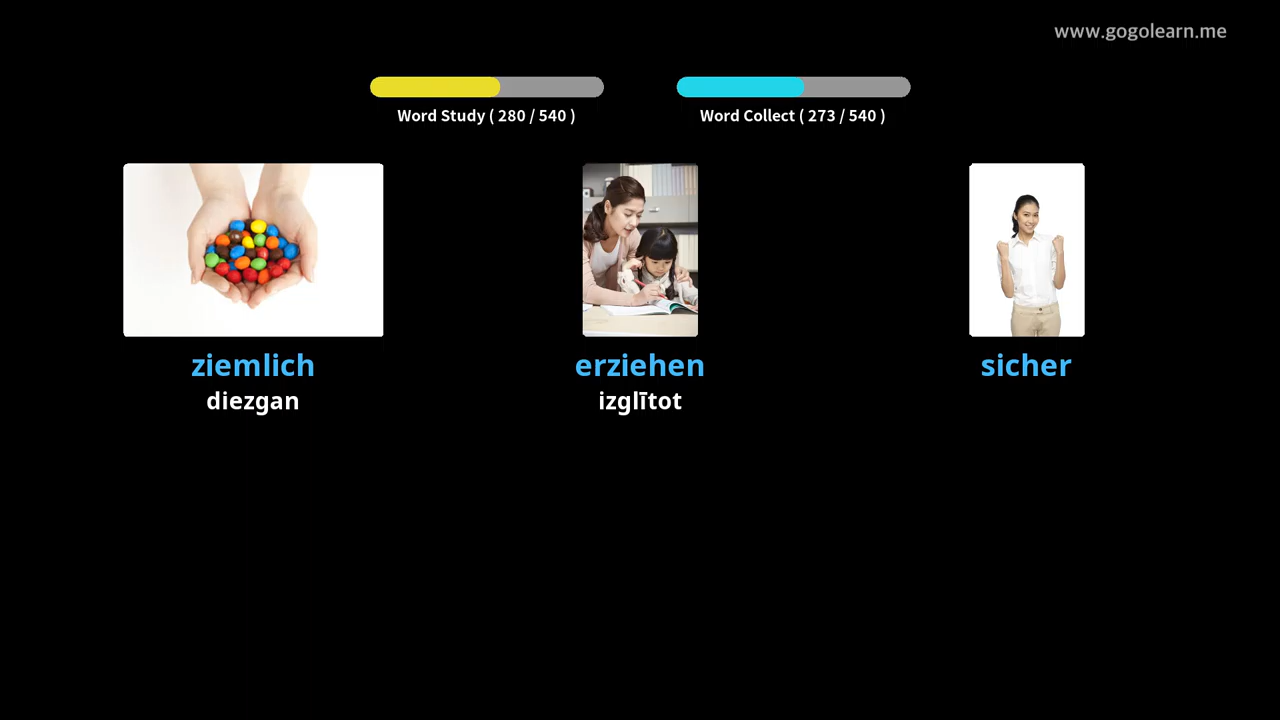 www.gogolearn.me
Word Study ( 280 / 540 )
Word Collect ( 273 / 540 )
ziemlich
diezgan
erziehen
izglītot
sicher